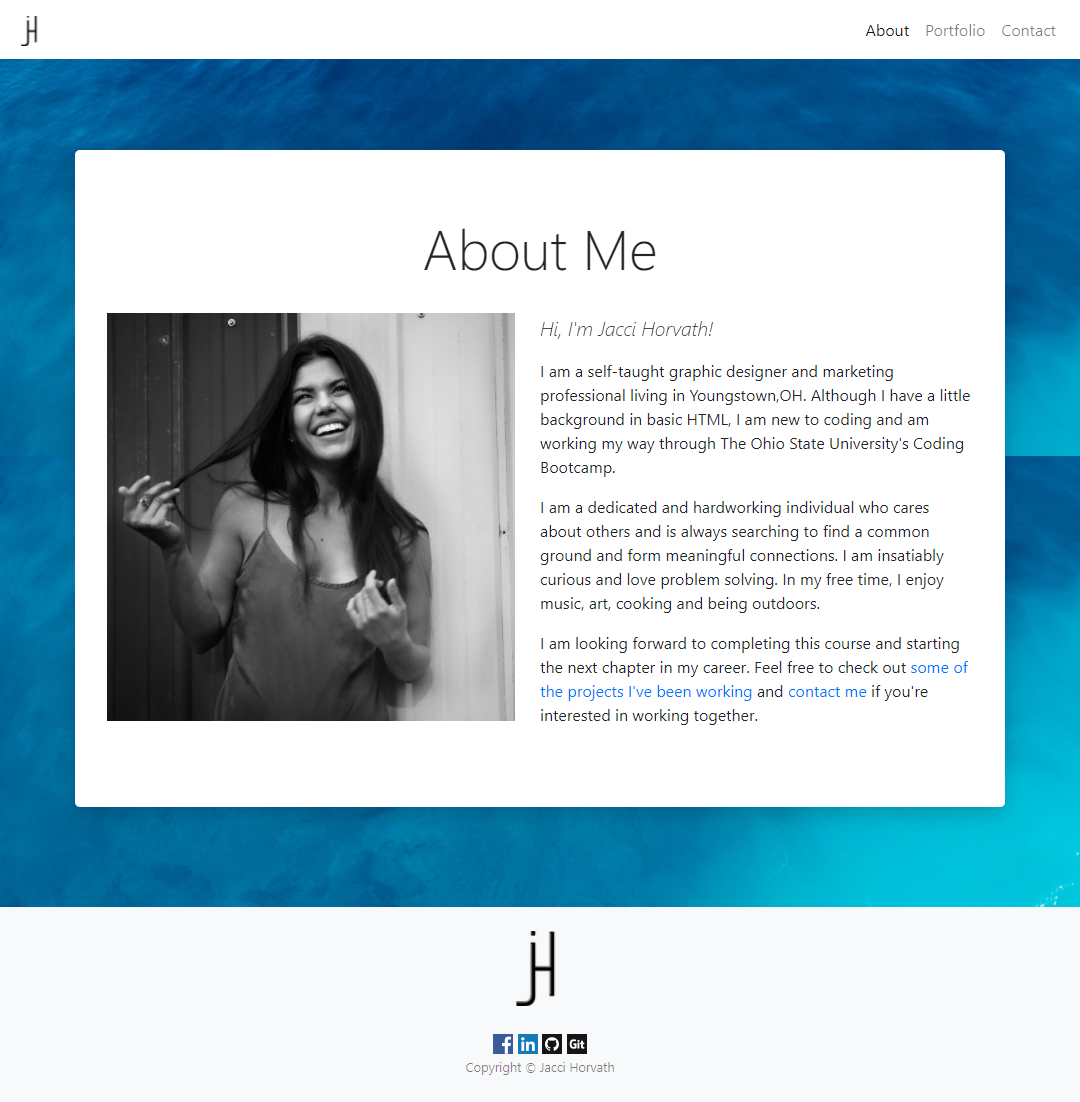 jH
About Portfolio Contact
About Me
Hi, I'm Jacci Horvath!
I am a self-taught graphic designer and marketing
professional living in Youngstown,OH. Although I have a little
background in basic HTML, I am new to coding and am
working my way through The Ohio State University's Coding
Bootcamp.
I am a dedicated and hardworking individual who cares
about others and is always searching to find a common
ground and form meaningful connections. I am insatiably
curious and love problem solving. In my free time, I enjoy
music, art, cooking and being outdoors.
I am looking forward to completing this course and starting
the next chapter in my career. Feel free to check out some of
the projects I've been working and contact me if you're
interested in working together.
jH
f in Git
Copyright © Jacci Horvath